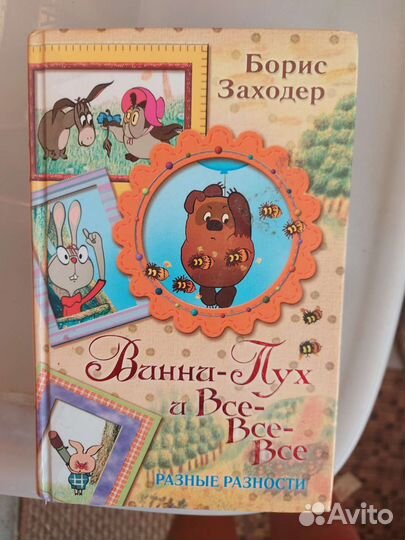 Борис
Заходер
Винни-Пух
и Все-
Все-
Все
РАЗНЫЕ РАЗНОСТИ
Avito